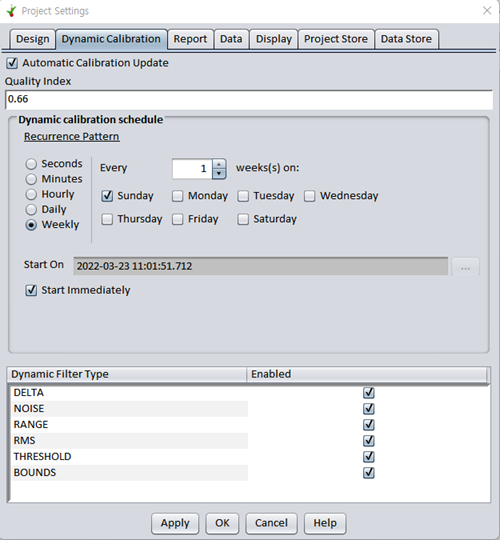 Project Settings
Design Dynamic Calibration Report Data Display Project Store Data Store
Automatic Calibration Update
Quality Index
0.66
Dynamic calibration schedule
Recurrence Pattern
Seconds
Minutes
Hourly
Daily
Weekly
Every 1 weeks(s) on:
Sunday Monday Tuesday Wednesday
Thursday Friday Saturday
Start On 2022-03-23 11:01:51.712 ...
Start Immediately
Dynamic Filter Type Enabled
DELTA
NOISE
RANGE
RMS
THRESHOLD
BOUNDS
Apply OK Cancel Help